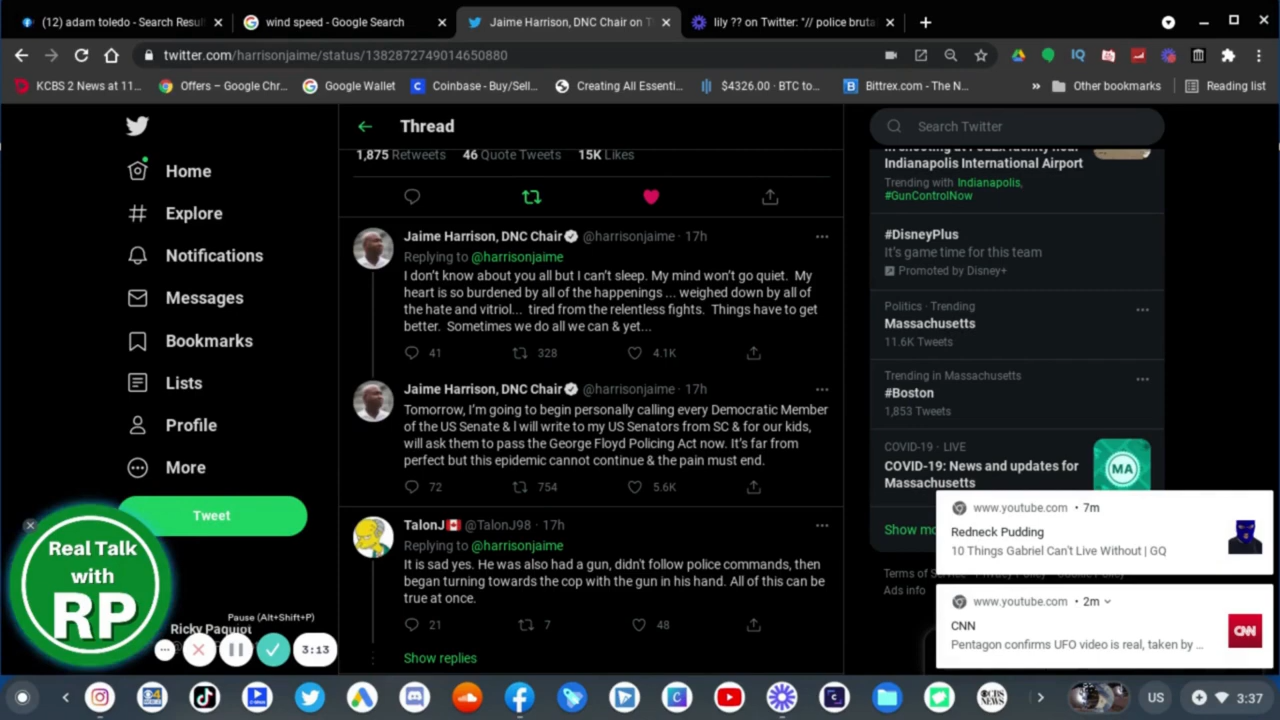 (12) adam toledo - Search Resul
wind speed - Google Search
Jaime Harrison, DNC Chair on T
lily ?? on Twitter: "// police bruta
twitter.com/harrisonjaime/status/1382872749014650880
KCBS 2 News at 11...
Offers – Google Chr...
Google Wallet
Coinbase - Buy/Sell...
Creating All Essenti...
$4326.00 · BTC to...
Bittrex.com - The N...
Other bookmarks
Reading list
Home
Explore
Notifications
Messages
Bookmarks
Lists
Profile
More
Tweet
Real Talk
with
RP
Pause (Alt+Shift+P)
Ricky Paquiot
3:13
Thread
1,875 Retweets 46 Quote Tweets 15K Likes
Jaime Harrison, DNC Chair @harrisonjaime · 17h
Replying to @harrisonjaime
I don't know about you all but I can't sleep. My mind won't go quiet. My
heart is so burdened by all of the happenings ... weighed down by all of
the hate and vitriol... tired from the relentless fights. Things have to get
better. Sometimes we do all we can & yet...
41 328 4.1K
Jaime Harrison, DNC Chair @harrisonjaime · 17h
Tomorrow, I'm going to begin personally calling every Democratic Member
of the US Senate & I will write to my US Senators from SC & for our kids,
will ask them to pass the George Floyd Policing Act now. It's far from
perfect but this epidemic cannot continue & the pain must end.
72 754 5.6K
TalonJ @TalonJ98 · 17h
Replying to @harrisonjaime
It is sad yes. He was also had a gun, didn't follow police commands, then
began turning towards the cop with the gun in his hand. All of this can be
true at once.
21 7 48
Show replies
Search Twitter
Indianapolis International Airport
Trending with Indianapolis,
#GunControlNow
#DisneyPlus
It's game time for this team
Promoted by Disney+
Politics · Trending
Massachusetts
11.6K Tweets
Trending in Massachusetts
#Boston
1,853 Tweets
COVID-19 · LIVE
COVID-19: News and updates for
Massachusetts
MA
Show mo
Terms of
Ads info
www.youtube.com · 7m
Redneck Pudding
10 Things Gabriel Can't Live Without | GQ
www.youtube.com · 2m
CNN
Pentagon confirms UFO video is real, taken by ...
CNN
US
3:37